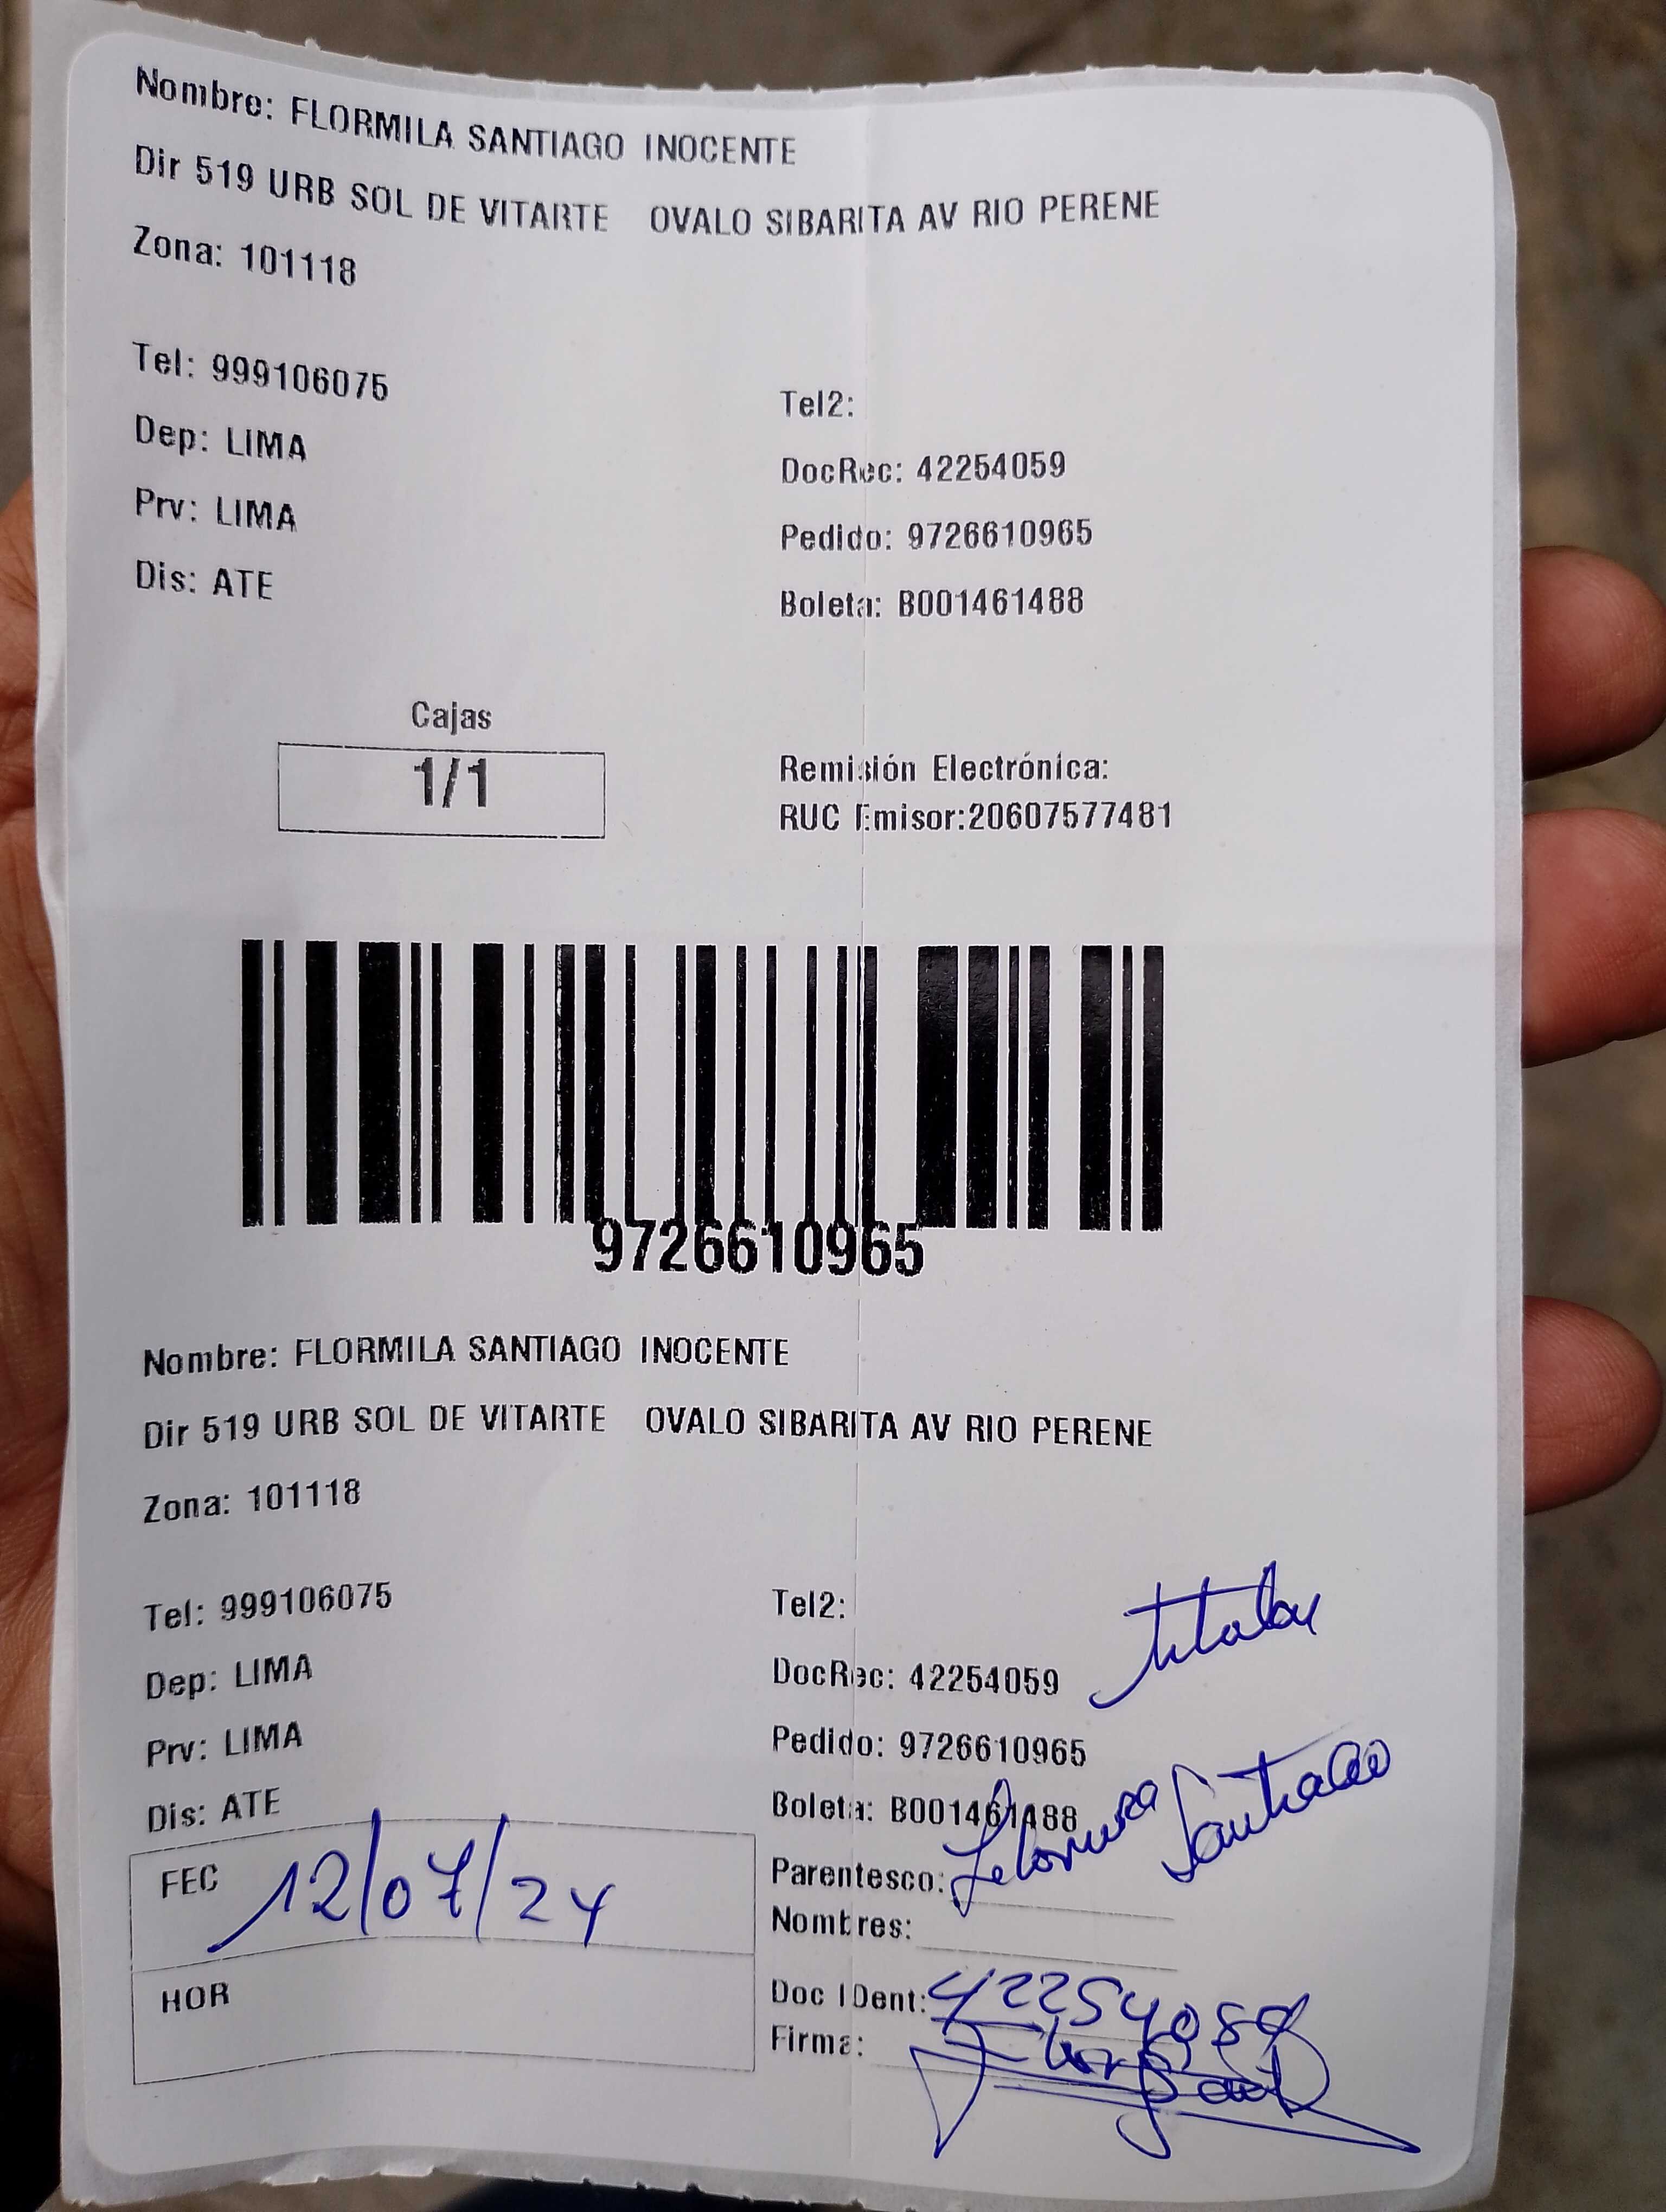 Nombre: FLORMILA SANTIAGO INOCENTE
Dir 519 URB SOL DE VITARTE OVALO SIBARITA AV RIO PERENE
Zona: 101118
Tel: 999106075
Tel2:
Dep: LIMA
DocRec: 42254059
Prv: LIMA
Pedido: 9726610965
Dis: ATE
Boleta: B001461488
Cajas
1/1
Remisión Electrónica:
RUC Emisor:20607577481
9726610965
Nombre: FLORMILA SANTIAGO INOCENTE
Dir 519 URB SOL DE VITARTE OVALO SIBARITA AV RIO PERENE
Zona: 101118
Tel: 999106075
Tel2:
titular
Dep: LIMA
DocRec: 42254059
Prv: LIMA
Pedido: 9726610965
Dis: ATE
Boleta: B001461488
FEC 12/07/24
Parentesco: Santiago
Nombres:
HOR
Doc IDent: 42254059
Firma: